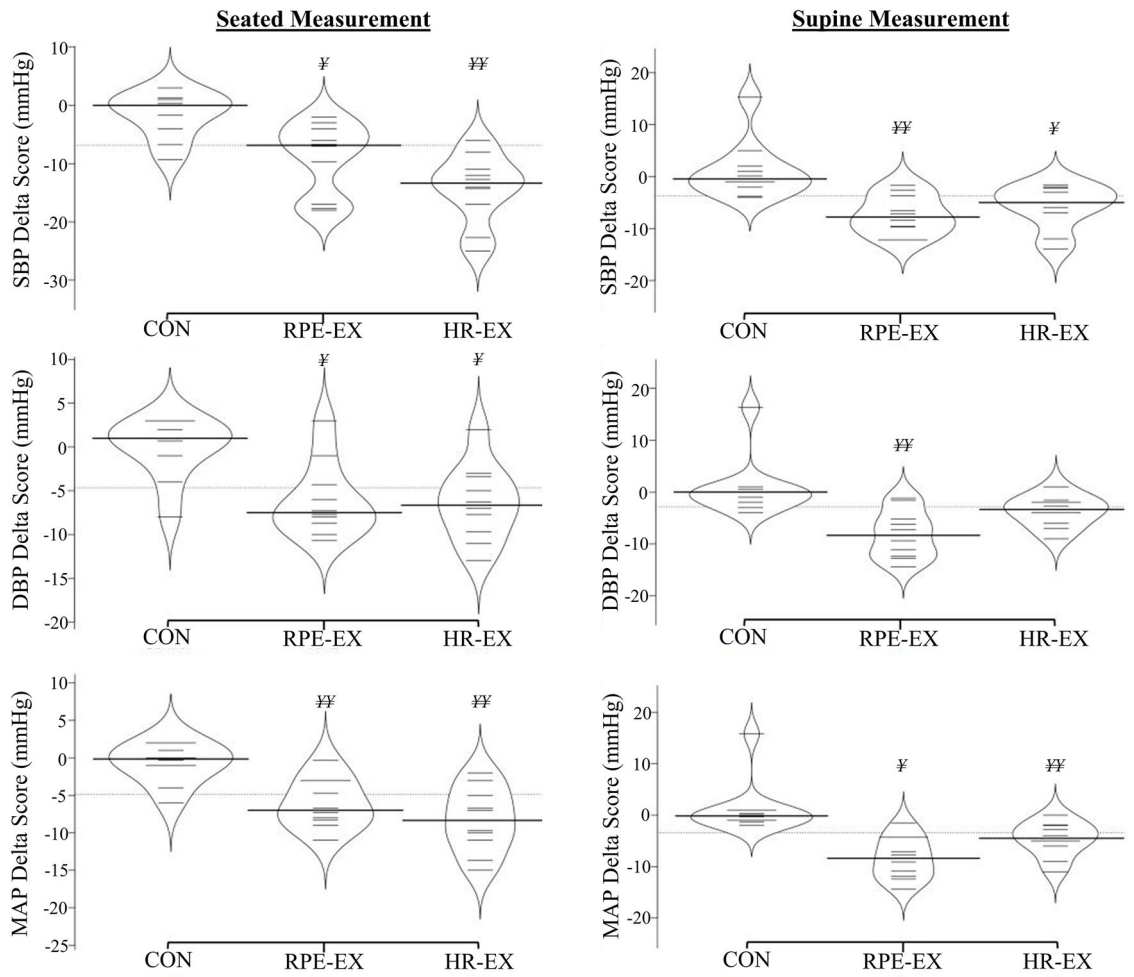 Seated Measurement
Supine Measurement
SBP Delta Score (mmHg)
10
0
-10
-20
-30
¥
¥¥
CON
RPE-EX
HR-EX
SBP Delta Score (mmHg)
20
10
0
-10
-20
¥¥
¥
CON
RPE-EX
HR-EX
DBP Delta Score (mmHg)
10
5
0
-5
-10
-15
-20
¥
¥
CON
RPE-EX
HR-EX
DBP Delta Score (mmHg)
20
10
0
-10
-20
¥¥
CON
RPE-EX
HR-EX
MAP Delta Score (mmHg)
10
5
0
-5
-10
-15
-20
-25
¥¥
¥¥
CON
RPE-EX
HR-EX
MAP Delta Score (mmHg)
20
10
0
-10
-20
¥
¥¥
CON
RPE-EX
HR-EX